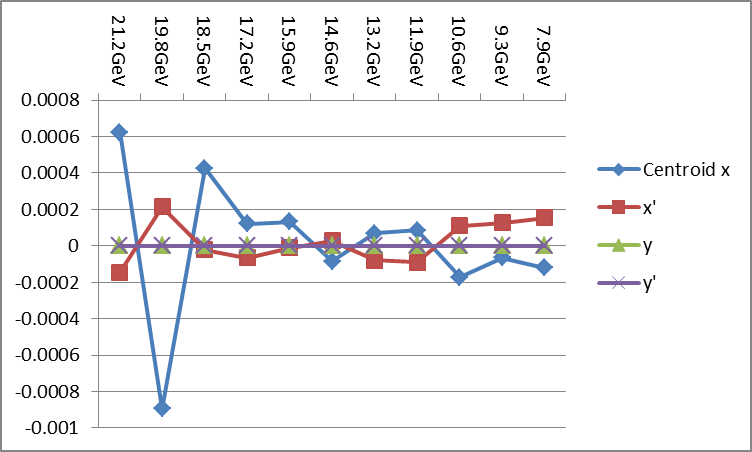 21.2GeV
19.8GeV
18.5GeV
17.2GeV
15.9GeV
14.6GeV
13.2GeV
11.9GeV
10.6GeV
9.3GeV
7.9GeV
0.0008
0.0006
0.0004
0.0002
0
-0.0002
-0.0004
-0.0006
-0.0008
-0.001
Centroid x
x'
y
y'